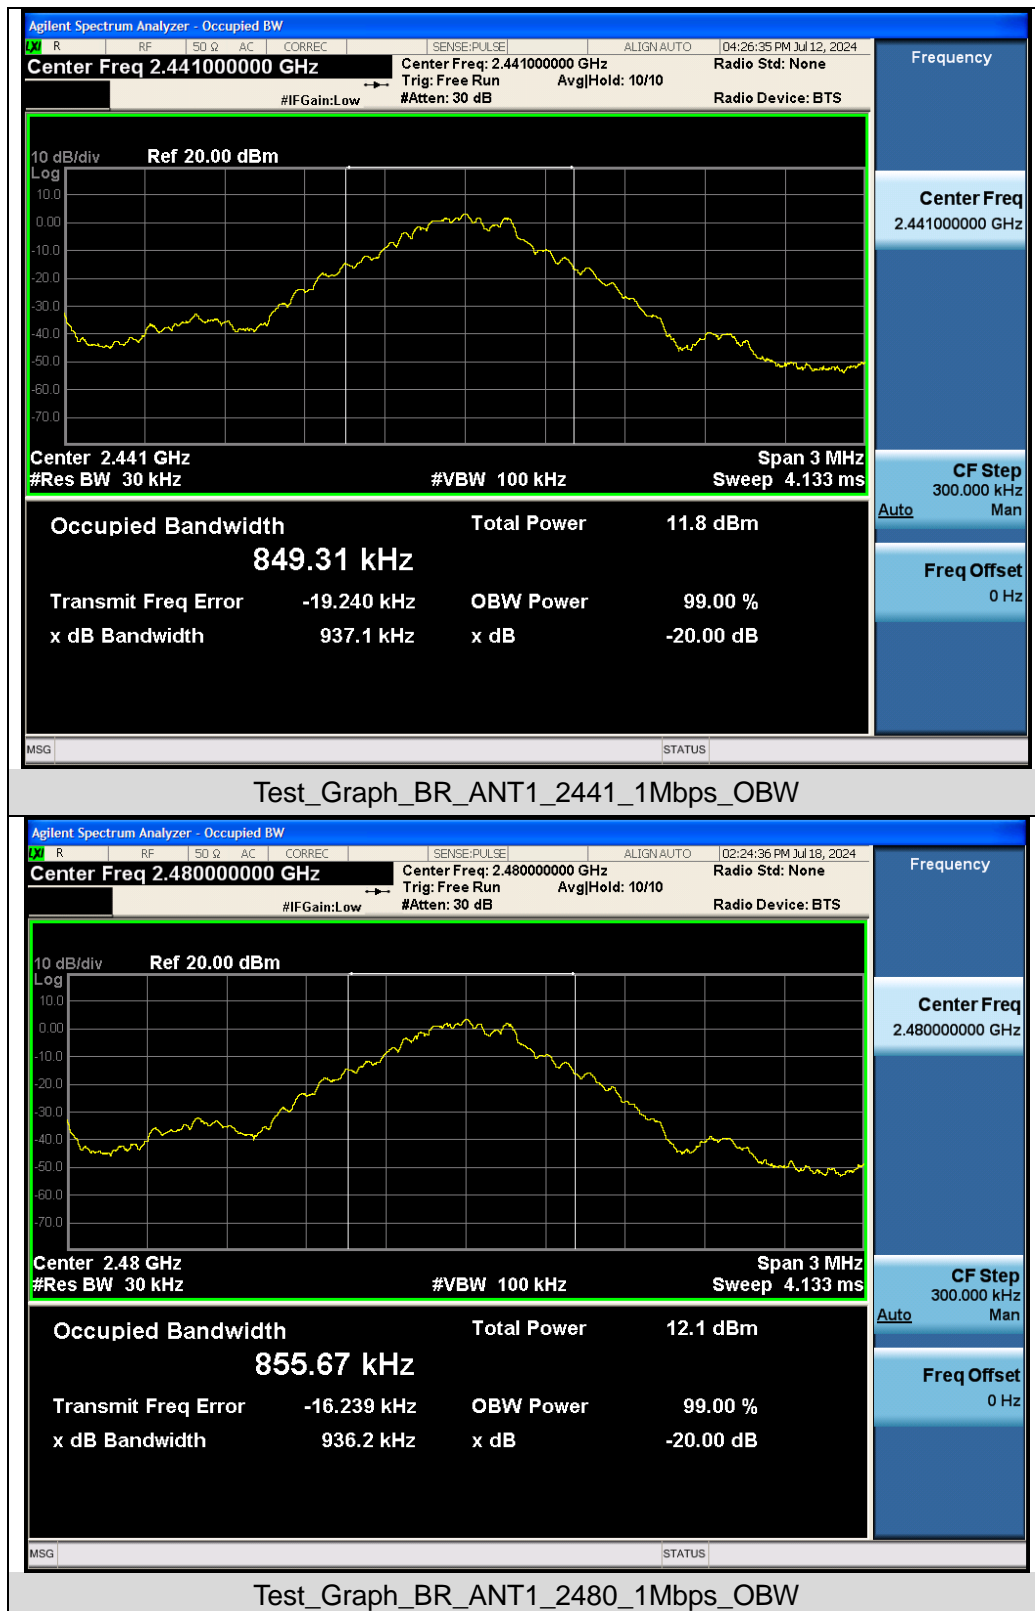 Agilent Spectrum Analyzer - Occupied BW
LXI R RF 50 Ω AC CORREC SENSE:PULSE ALIGN AUTO 04:26:35 PM Jul 12, 2024
Center Freq 2.441000000 GHz Center Freq: 2.441000000 GHz Radio Std: None Frequency
Trig: Free Run Avg|Hold: 10/10
#IFGain:Low #Atten: 30 dB Radio Device: BTS
10 dB/div Ref 20.00 dBm
Log
10.0
0.00
-10.0
-20.0
-30.0
-40.0
-50.0
-60.0
-70.0
Center Freq
2.441000000 GHz
Center 2.441 GHz Span 3 MHz
#Res BW 30 kHz #VBW 100 kHz Sweep 4.133 ms
CF Step
300.000 kHz
Auto Man
Occupied Bandwidth Total Power 11.8 dBm
849.31 kHz
Transmit Freq Error -19.240 kHz OBW Power 99.00 %
x dB Bandwidth 937.1 kHz x dB -20.00 dB
Freq Offset
0 Hz
MSG STATUS
Test_Graph_BR_ANT1_2441_1Mbps_OBW
Agilent Spectrum Analyzer - Occupied BW
LXI R RF 50 Ω AC CORREC SENSE:PULSE ALIGN AUTO 02:24:36 PM Jul 18, 2024
Center Freq 2.480000000 GHz Center Freq: 2.480000000 GHz Radio Std: None Frequency
Trig: Free Run Avg|Hold: 10/10
#IFGain:Low #Atten: 30 dB Radio Device: BTS
10 dB/div Ref 20.00 dBm
Log
10.0
0.00
-10.0
-20.0
-30.0
-40.0
-50.0
-60.0
-70.0
Center Freq
2.480000000 GHz
Center 2.48 GHz Span 3 MHz
#Res BW 30 kHz #VBW 100 kHz Sweep 4.133 ms
CF Step
300.000 kHz
Auto Man
Occupied Bandwidth Total Power 12.1 dBm
855.67 kHz
Transmit Freq Error -16.239 kHz OBW Power 99.00 %
x dB Bandwidth 936.2 kHz x dB -20.00 dB
Freq Offset
0 Hz
MSG STATUS
Test_Graph_BR_ANT1_2480_1Mbps_OBW